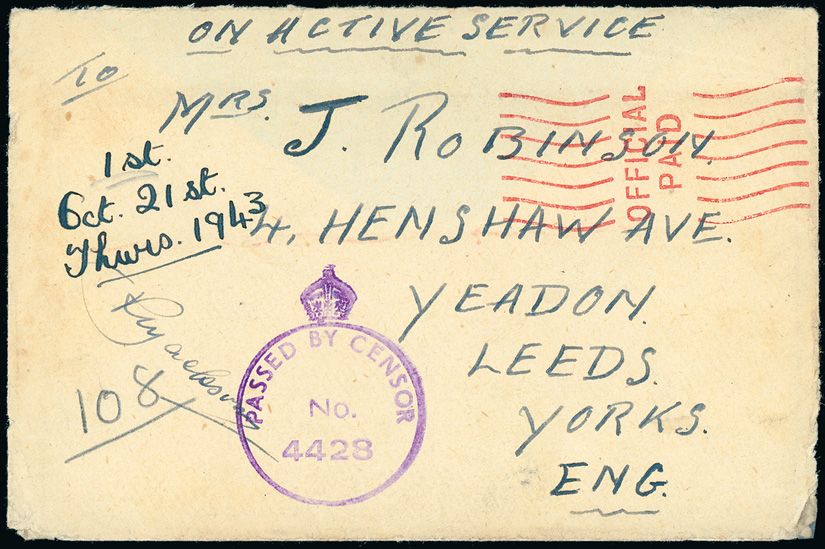 ON ACTIVE SERVICE
TO
MRS. J. ROBINSON.
OFFICIAL
PAID
1st.
Oct. 21st.
Thurs. 1943
4, HENSHAW AVE.
YEADON.
LEEDS.
YORKS.
ENG.
108
PASSED BY CENSOR
No.
4428